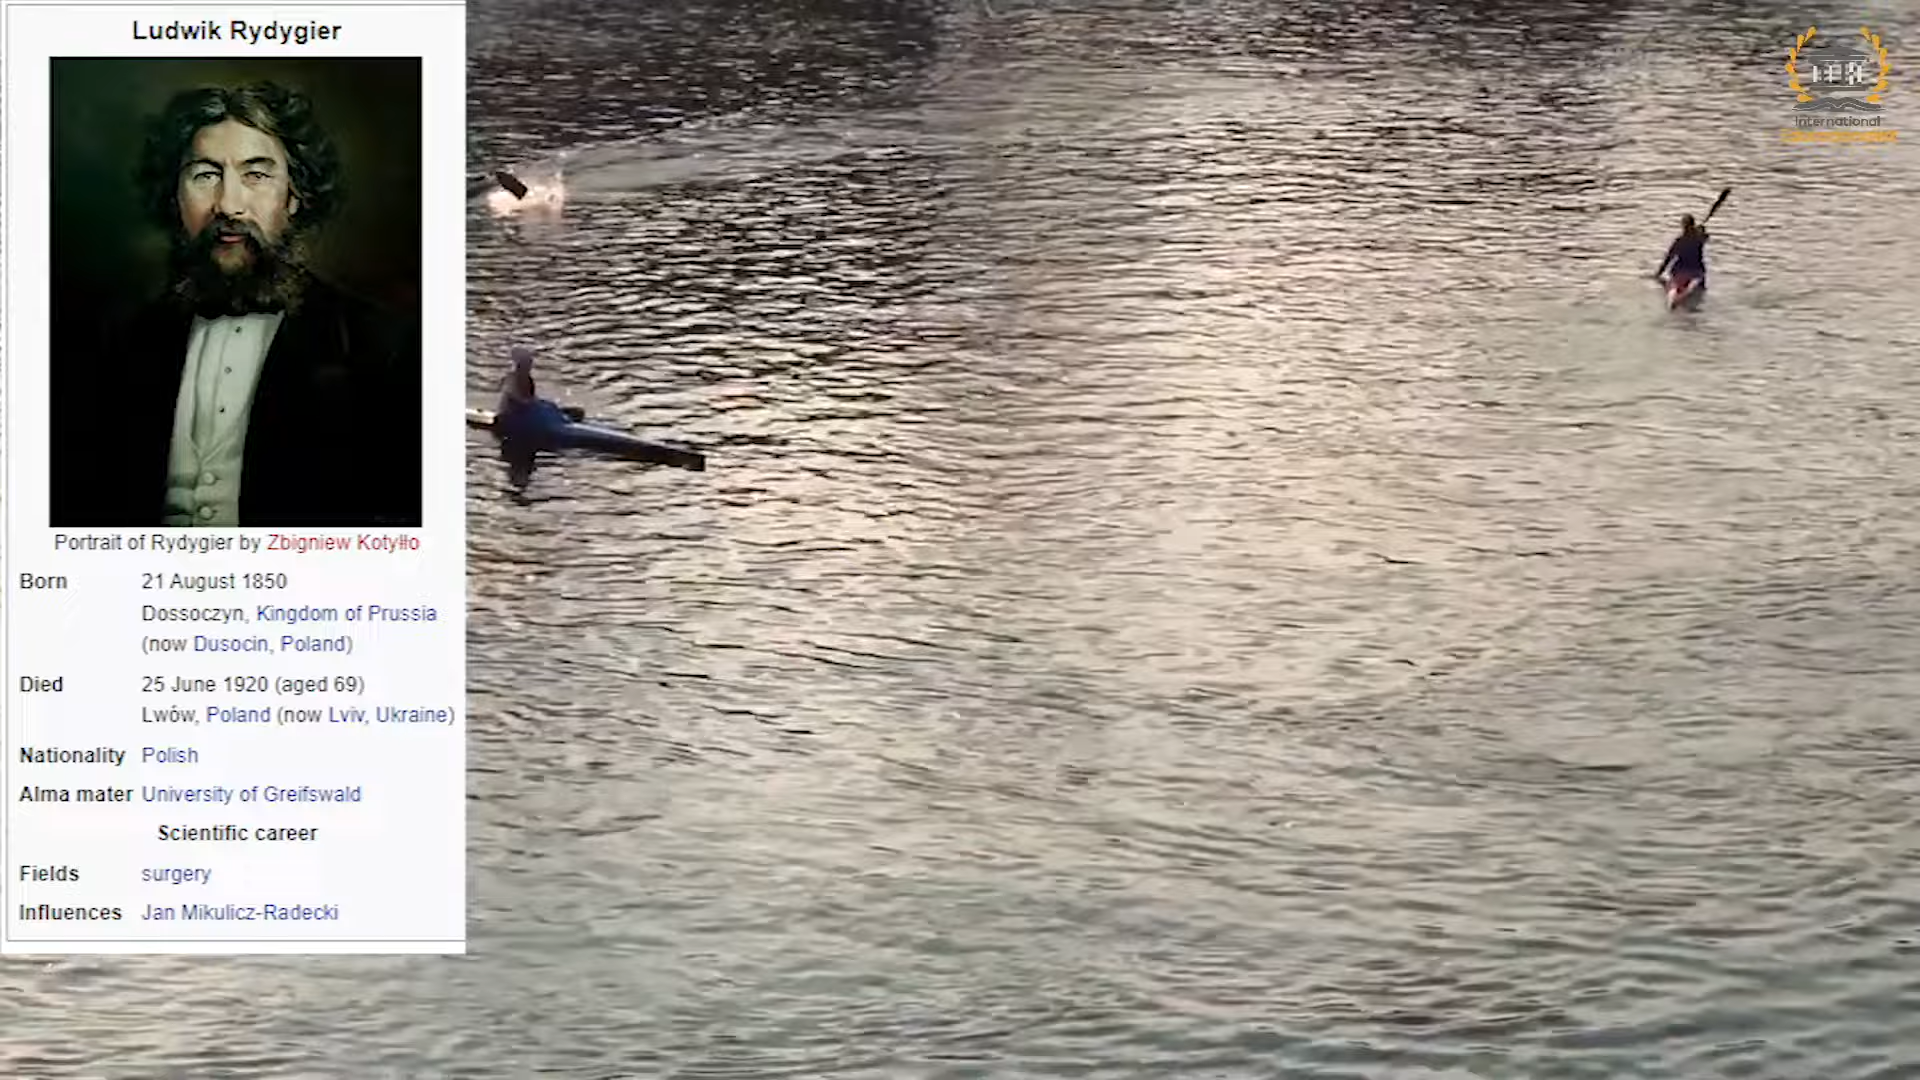 Ludwik Rydygier
Portrait of Rydygier by Zbigniew Kotyłło
Born 21 August 1850
Dossoczyn, Kingdom of Prussia
(now Dusocin, Poland)
Died 25 June 1920 (aged 69)
Lwów, Poland (now Lviv, Ukraine)
Nationality Polish
Alma mater University of Greifswald
Scientific career
Fields surgery
Influences Jan Mikulicz-Radecki
International